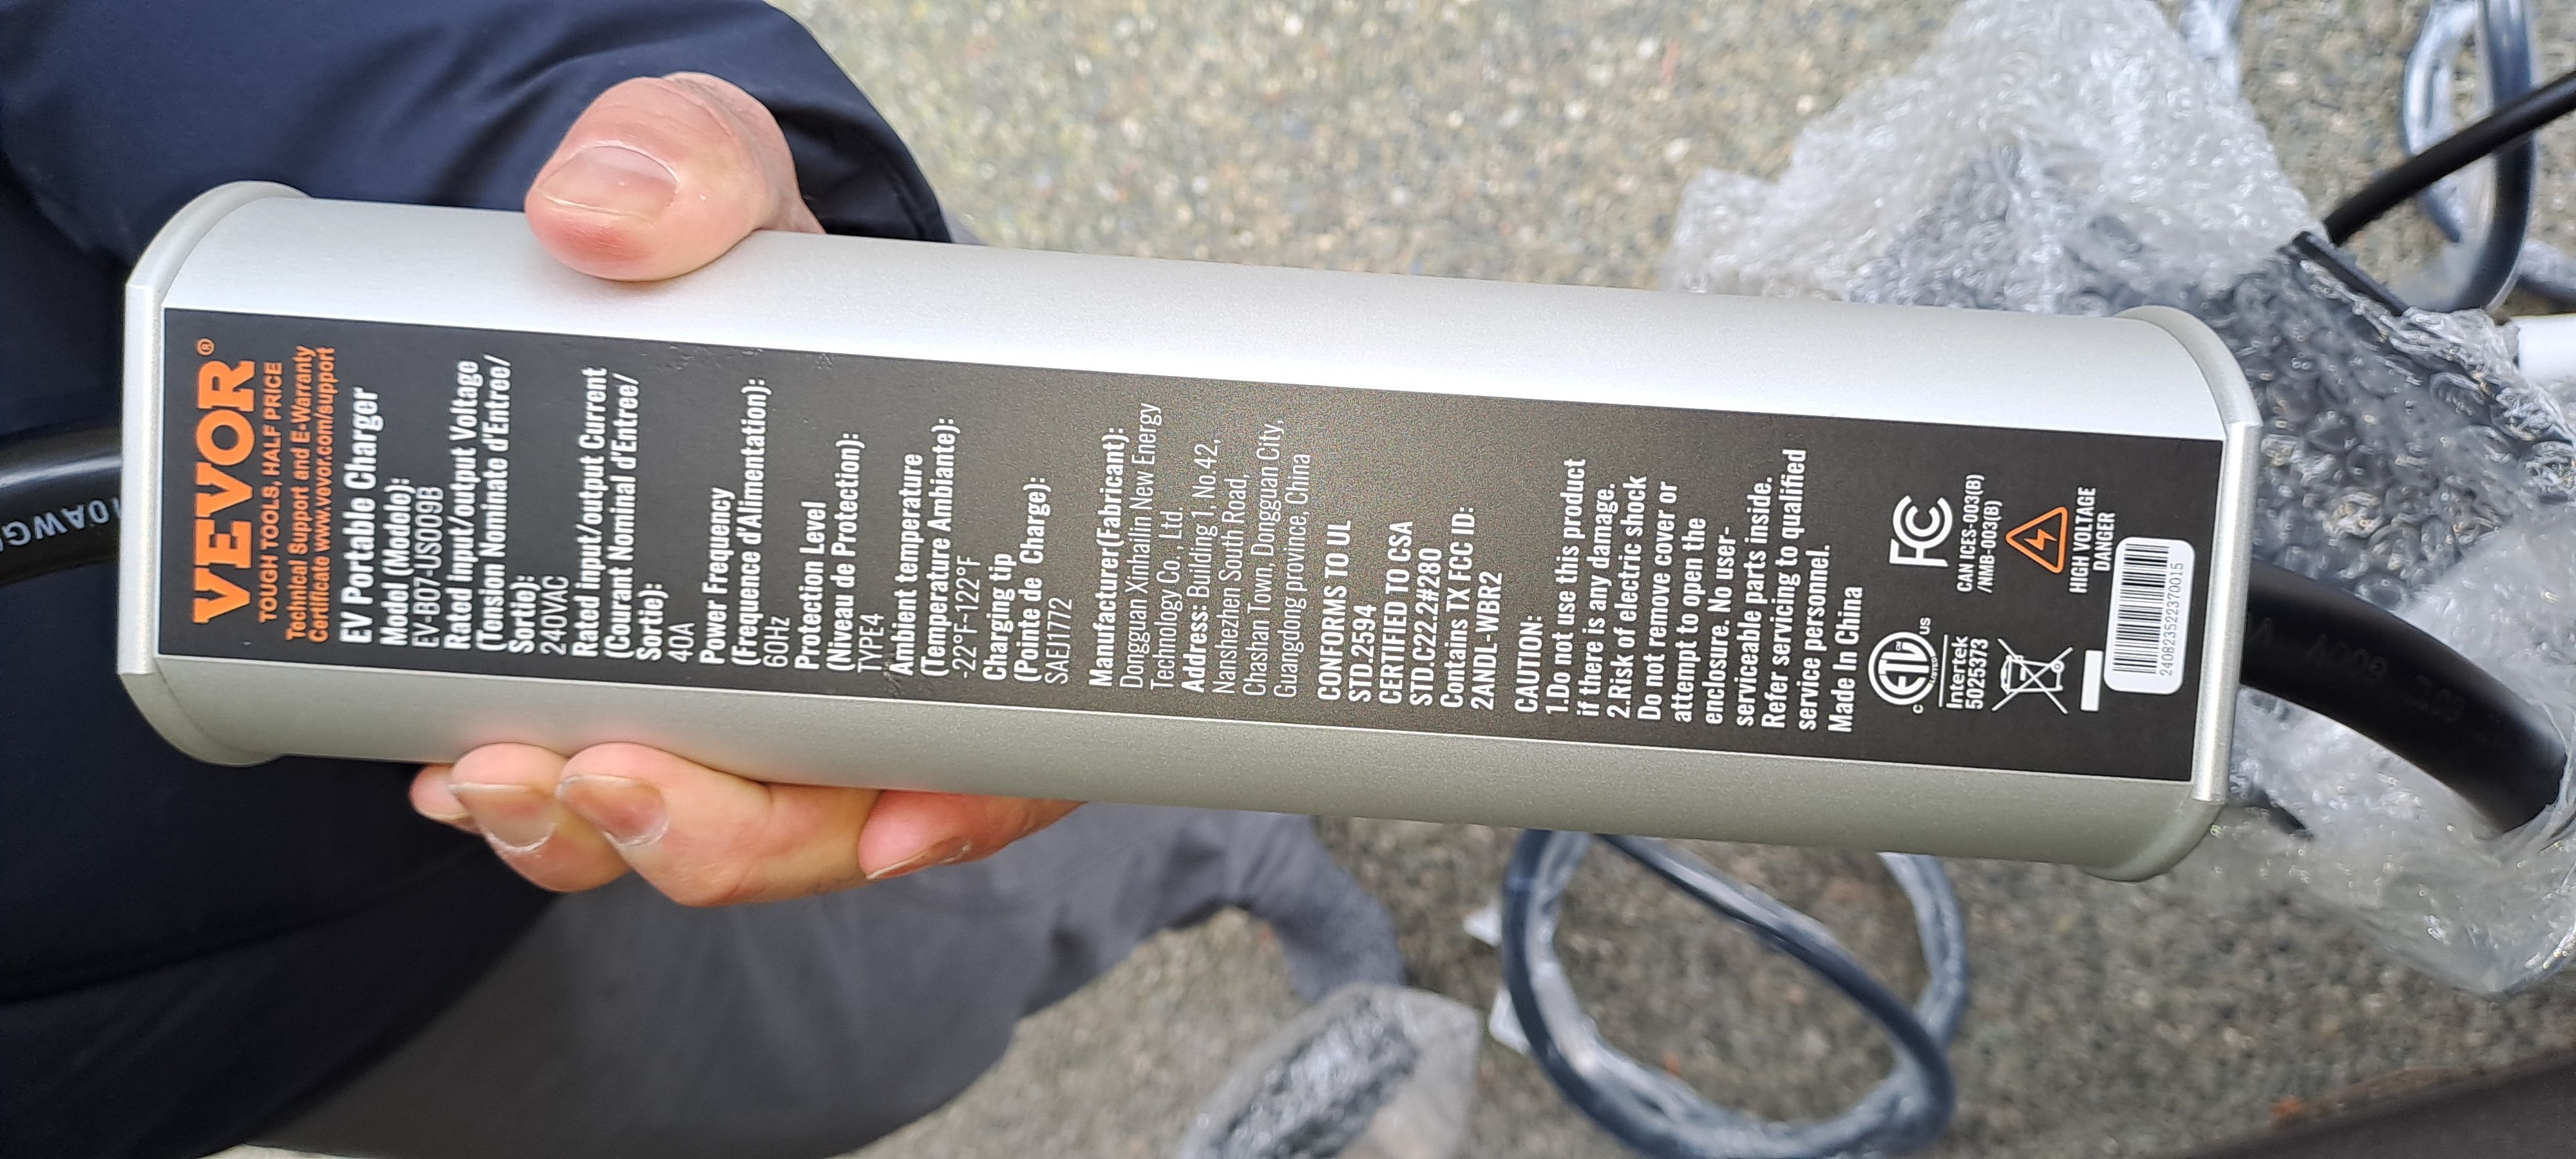 VEVOR®
TOUGH TOOLS, HALF PRICE
Technical Support and E-Warranty
Certificate www.vevor.com/support
EV Portable Charger
Model (Modelo):
EV-B07-US009B
Rated input/output Voltage
(Tension Nominate d'Entree/
Sortie):
240VAC
Rated input/output Current
(Courant Nominal d'Entree/
Sortie):
40A
Power Frequency
(Frequence d'Alimentation):
60Hz
Protection Level
(Niveau de Protection):
TYPE4
Ambient temperature
(Temperature Ambiante):
-22°F-122°F
Charging tip
(Pointe de Charge):
SAEJ1772
Manufacturer(Fabricant):
Dongguan Xinhailin New Energy
Technology Co., Ltd.
Address: Building 1, No.42,
Nanshezhen South Road,
Chashan Town, Dongguan City,
Guangdong province, China
CONFORMS TO UL
STD.2594
CERTIFIED TO CSA
STD.C22.2#280
Contains TX FCC ID:
2ANDL-WBR2
CAUTION:
1.Do not use this product
if there is any damage.
2.Risk of electric shock
Do not remove cover or
attempt to open the
enclosure. No user-
serviceable parts inside.
Refer servicing to qualified
service personnel.
Made In China
c ETL CM LISTED US
Intertek
5025373
FC
CAN ICES-003(B)
/NMB-003(B)
HIGH VOLTAGE
DANGER
240823522370015
10AWG